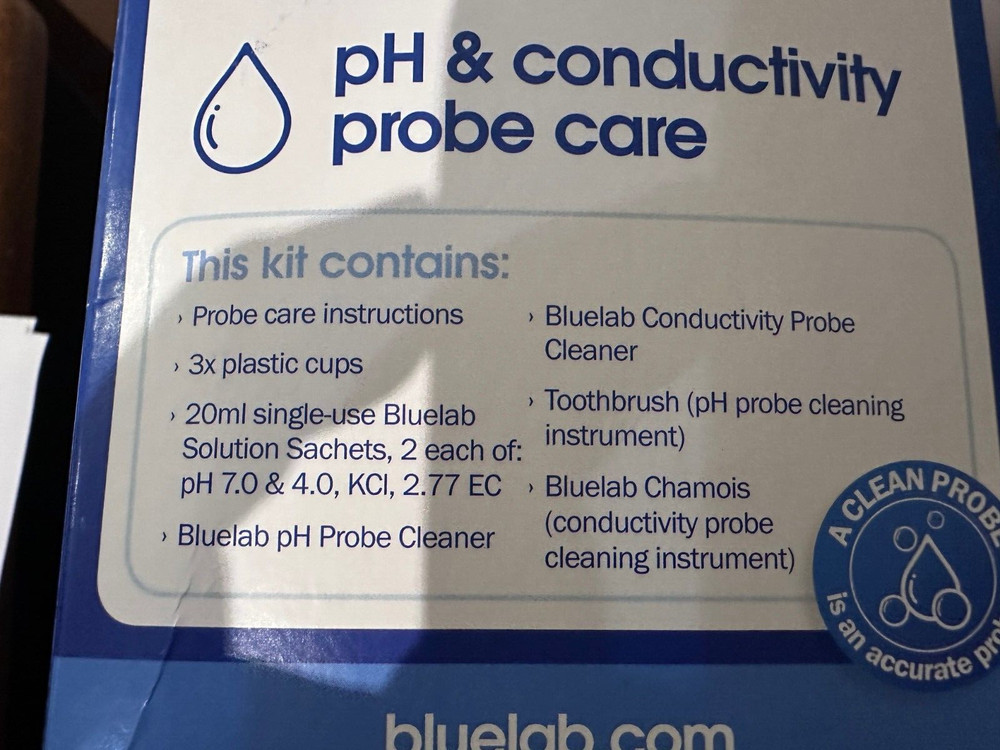 pH & conductivity
probe care
This kit contains:
› Probe care instructions
› 3x plastic cups
› 20ml single-use Bluelab
Solution Sachets, 2 each of:
pH 7.0 & 4.0, KCl, 2.77 EC
› Bluelab pH Probe Cleaner
› Bluelab Conductivity Probe
Cleaner
› Toothbrush (pH probe cleaning
instrument)
› Bluelab Chamois
(conductivity probe
cleaning instrument)
A CLEAN PROBE
is an accurate
bluelab.com